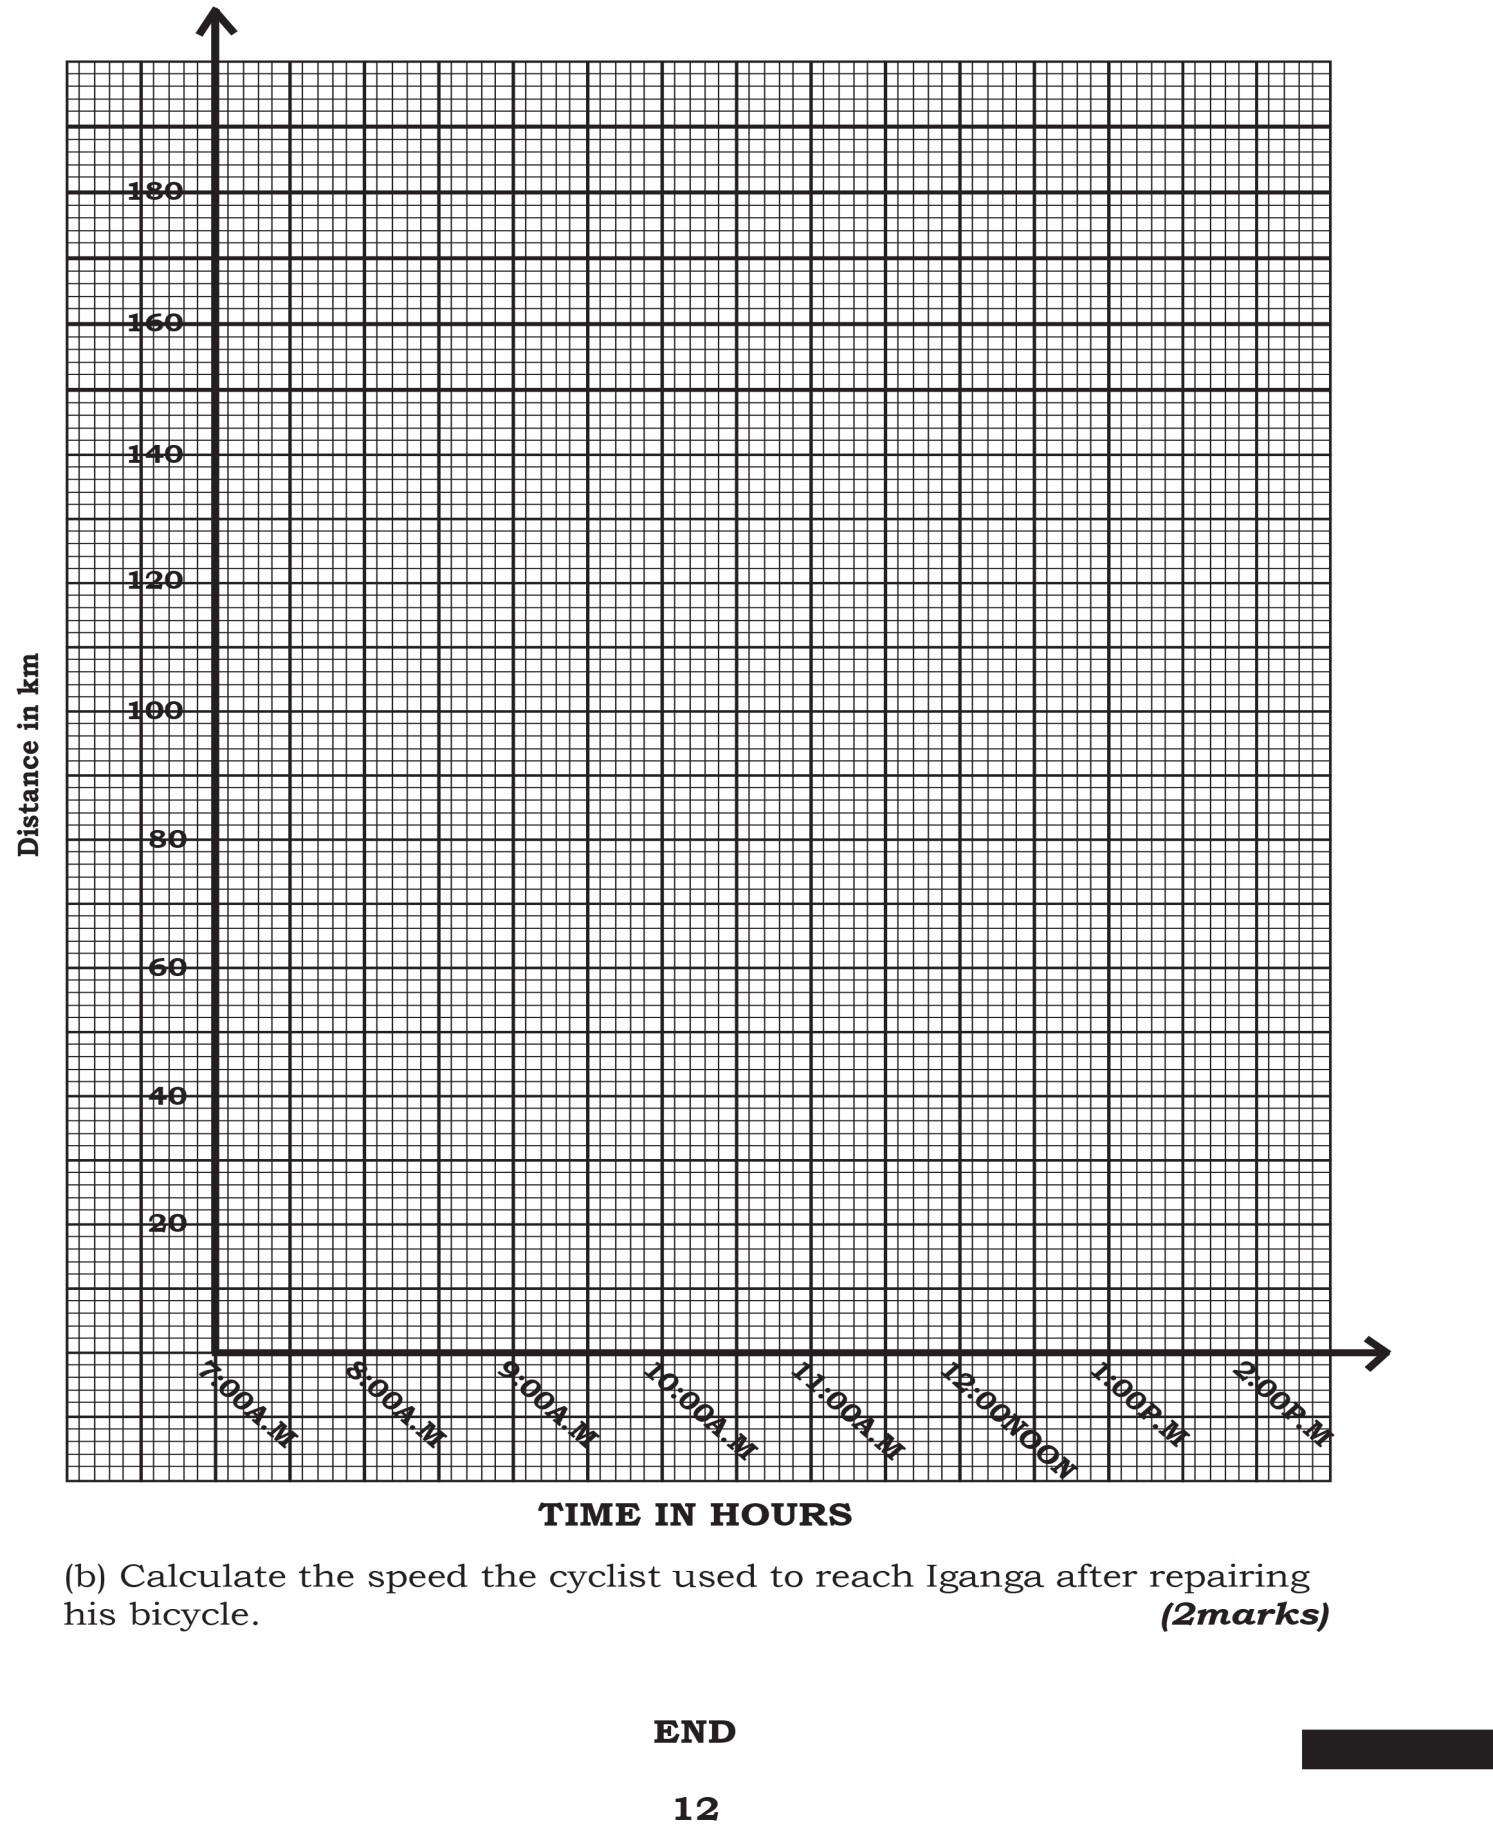 180
160
140
120
100
80
60
40
20
Distance in km
7:00A.M 8:00A.M 9:00A.M 10:00A.M 11:00A.M 12:00NOON 1:00P.M 2:00P.M
TIME IN HOURS
(b) Calculate the speed the cyclist used to reach Iganga after repairing
his bicycle. (2marks)
END
12